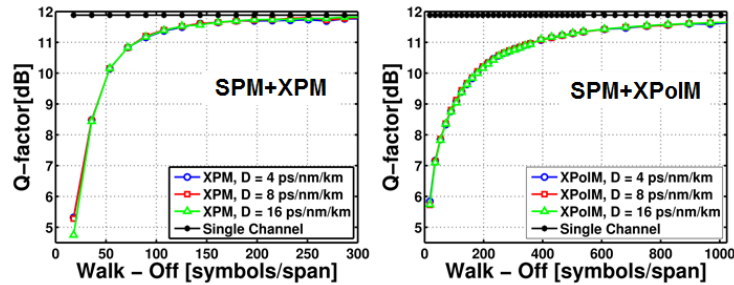 12
11
10
9
8
7
6
5
Q-factor[dB]
SPM+XPM
XPM, D = 4 ps/nm/km
XPM, D = 8 ps/nm/km
XPM, D = 16 ps/nm/km
Single Channel
0 50 100 150 200 250 300
Walk - Off [symbols/span]
12
11
10
9
8
7
6
5
Q-factor[dB]
SPM+XPolM
XPolM, D = 4 ps/nm/km
XPolM, D = 8 ps/nm/km
XPolM, D = 16 ps/nm/km
Single Channel
0 200 400 600 800 1000
Walk - Off [symbols/span]